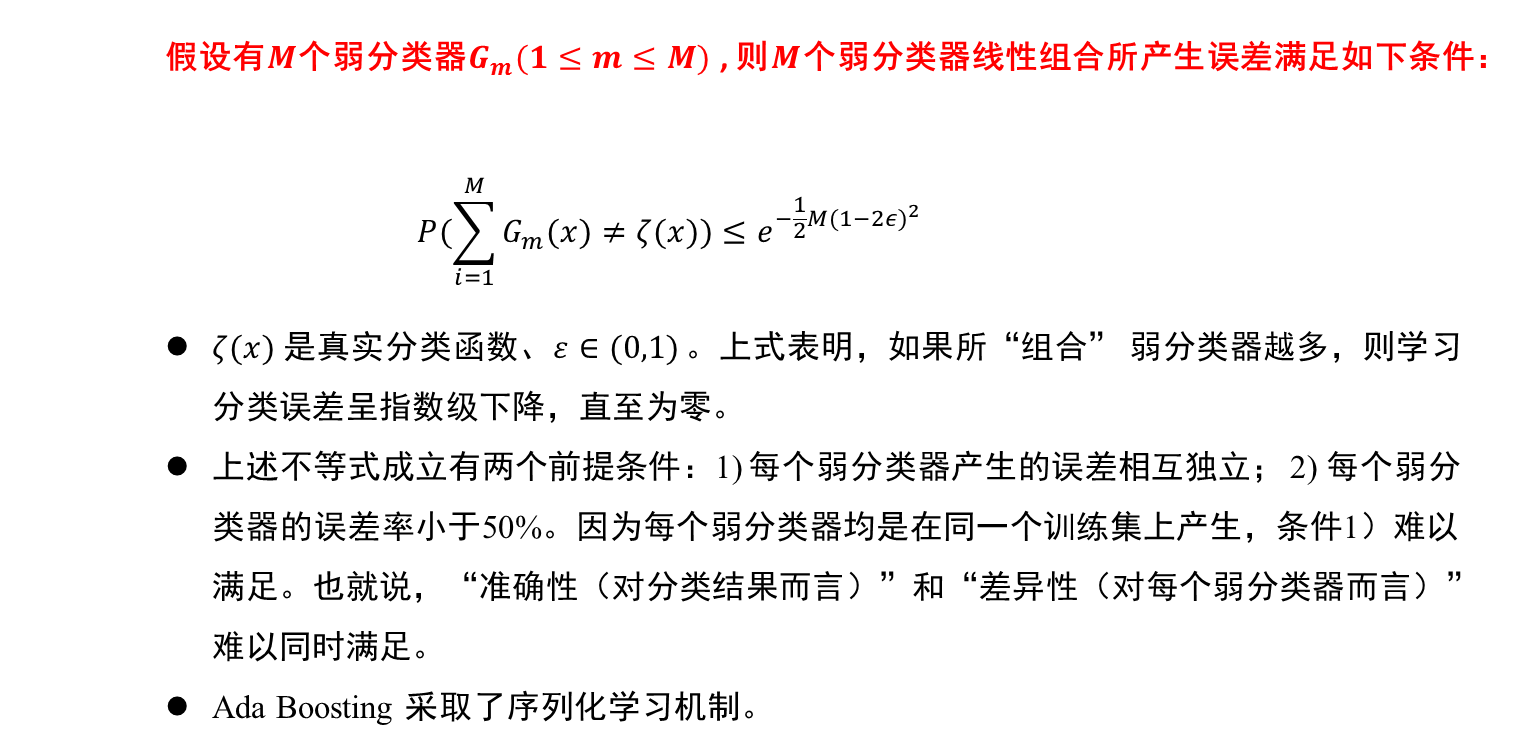 假设有M个弱分类器G_m(1 ≤ m ≤ M) ,则M个弱分类器线性组合所产生误差满足如下条件：
P(∑_{i=1}^{M} G_m(x) ≠ ζ(x)) ≤ e^{-\frac{1}{2}M(1-2ϵ)^2}
● ζ(x) 是真实分类函数、ε ∈ (0,1) 。上式表明，如果所“组合” 弱分类器越多，则学习
分类误差呈指数级下降，直至为零。
● 上述不等式成立有两个前提条件：1) 每个弱分类器产生的误差相互独立；2) 每个弱分
类器的误差率小于50%。因为每个弱分类器均是在同一个训练集上产生，条件1）难以
满足。也就说，“准确性（对分类结果而言）”和“差异性（对每个弱分类器而言）”
难以同时满足。
● Ada Boosting 采取了序列化学习机制。